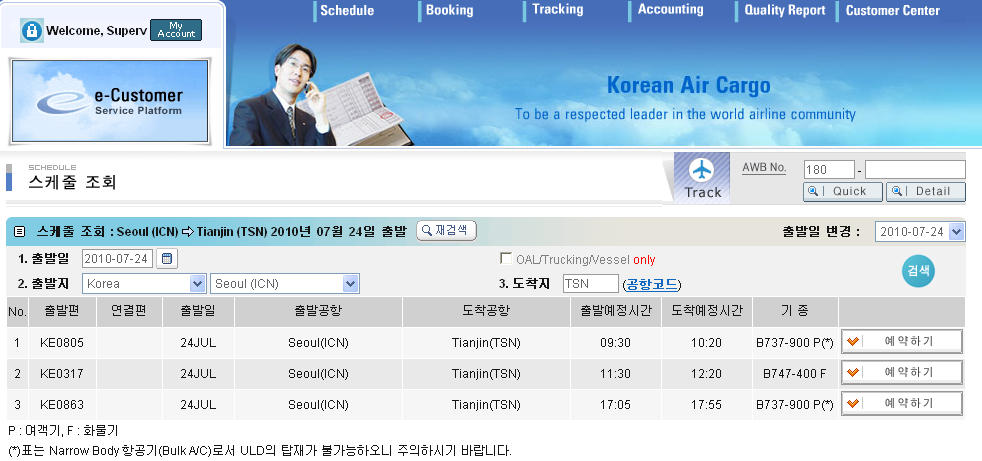 Schedule Booking Tracking Accounting Quality Report Customer Center
Welcome, Superv My Account
e-Customer
Service Platform
Korean Air Cargo
To be a respected leader in the world airline community
SCHEDULE
스케줄 조회
Track
AWB No. 180 -
Quick Detail
스케줄 조회 : Seoul (ICN) ⇨ Tianjin (TSN) 2010년 07월 24일 출발 재검색 출발일 변경 : 2010-07-24
1. 출발일 2010-07-24 OAL/Trucking/Vessel only
검색
2. 출발지 Korea Seoul (ICN) 3. 도착지 TSN (공항코드)
No. 출발편 연결편 출발일 출발공항 도착공항 출발예정시간 도착예정시간 기 종
1 KE0805 24JUL Seoul(ICN) Tianjin(TSN) 09:30 10:20 B737-900 P(*) 예약하기
2 KE0317 24JUL Seoul(ICN) Tianjin(TSN) 11:30 12:20 B747-400 F 예약하기
3 KE0863 24JUL Seoul(ICN) Tianjin(TSN) 17:05 17:55 B737-900 P(*) 예약하기
P : 여객기, F : 화물기
(*)표는 Narrow Body 항공기(Bulk A/C)로서 ULD의 탑재가 불가능하오니 주의하시기 바랍니다.